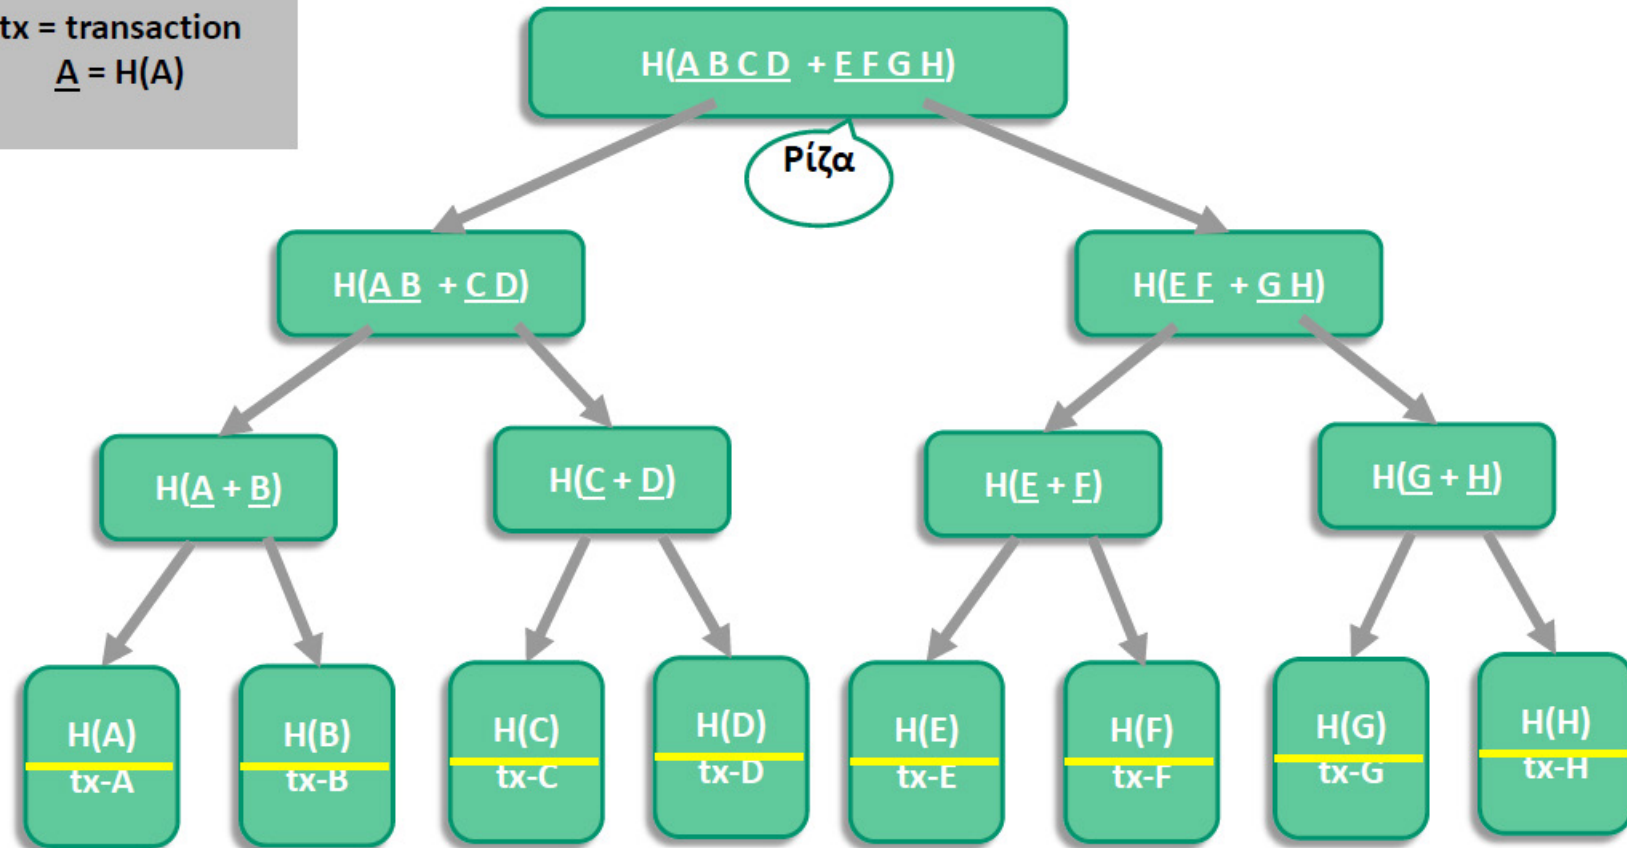 tx = transaction
A = H(A)
H(A B C D + E F G H)
Ρίζα
H(A B + C D)
H(E F + G H)
H(A + B)
H(C + D)
H(E + F)
H(G + H)
H(A)
tx-A
H(B)
tx-B
H(C)
tx-C
H(D)
tx-D
H(E)
tx-E
H(F)
tx-F
H(G)
tx-G
H(H)
tx-H